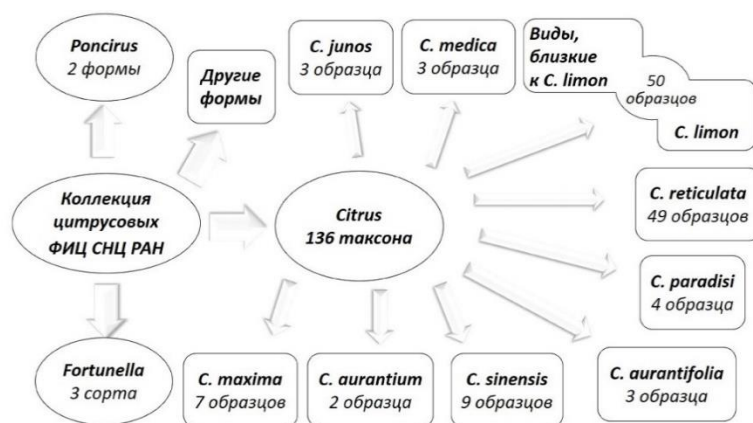 Poncirus
2 формы
Другие
формы
C. junos
3 образца
C. medica
3 образца
Виды,
близкие
к C. limon
50
образцов
C. limon
Коллекция
цитрусовых
ФИЦ СНЦ РАН
Citrus
136 таксона
C. reticulata
49 образцов
C. paradisi
4 образца
Fortunella
3 сорта
C. maxima
7 образцов
C. aurantium
2 образца
C. sinensis
9 образцов
C. aurantifolia
3 образца